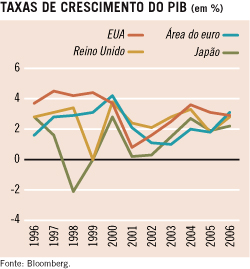 TAXAS DE CRESCIMENTO DO PIB (em %)
EUA
Área do euro
Reino Unido
Japão
6
4
2
0
-2
-4
1996
1997
1998
1999
2000
2001
2002
2003
2004
2005
2006
Fonte: Bloomberg.